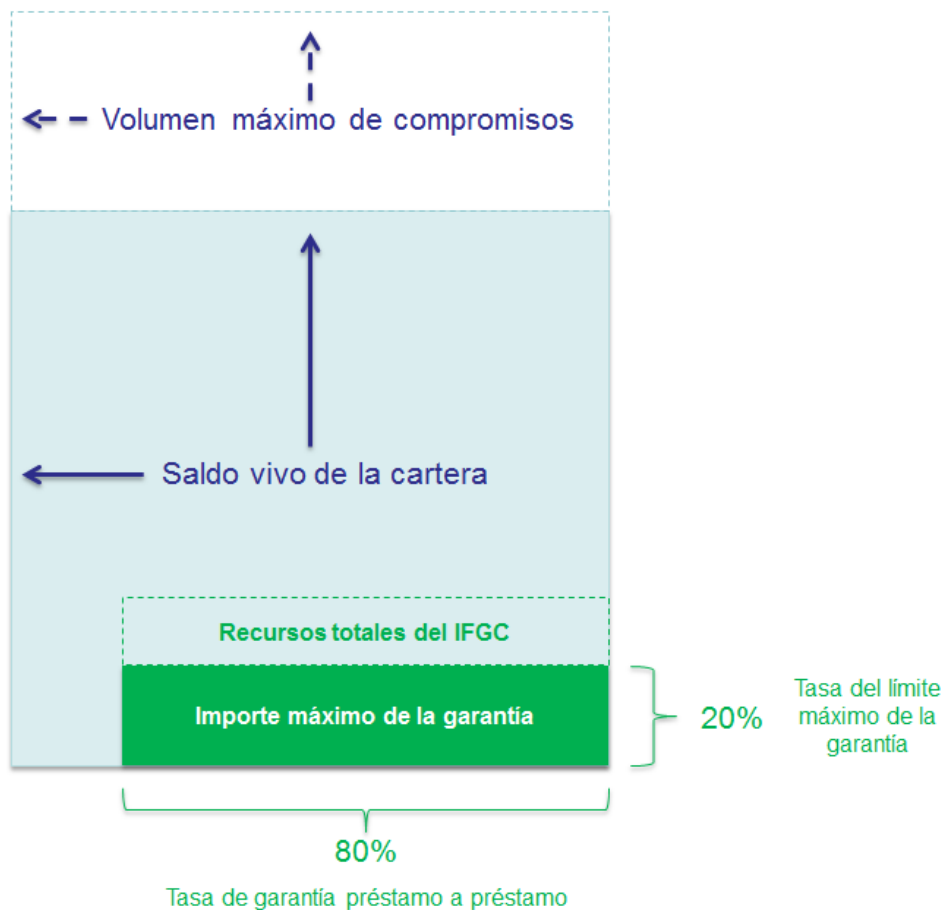 Volumen máximo de compromisos
Saldo vivo de la cartera
Recursos totales del IFGC
Importe máximo de la garantía
20%
Tasa del límite
máximo de la
garantía
80%
Tasa de garantía préstamo a préstamo